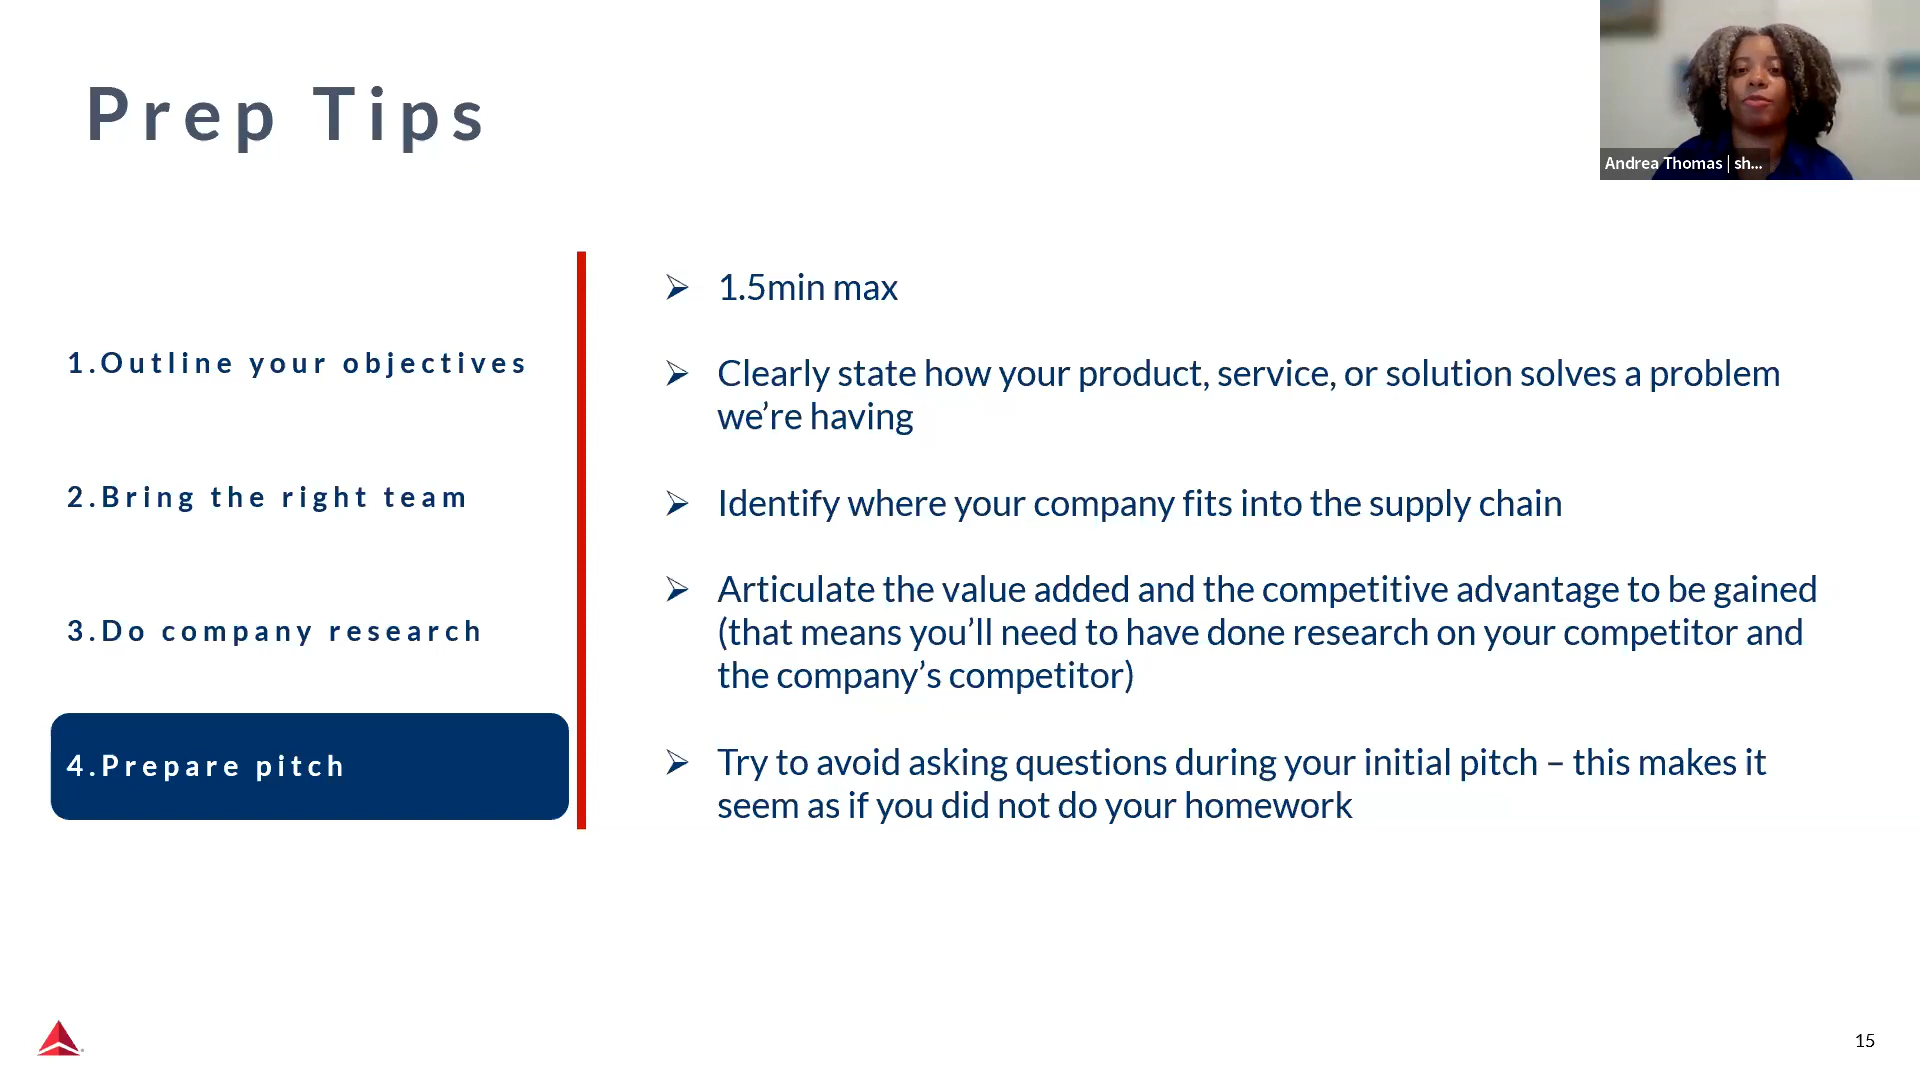 Prep Tips
Andrea Thomas | sh...
1.Outline your objectives
2.Bring the right team
3.Do company research
4.Prepare pitch
➢ 1.5min max
➢ Clearly state how your product, service, or solution solves a problem
we’re having
➢ Identify where your company fits into the supply chain
➢ Articulate the value added and the competitive advantage to be gained
(that means you’ll need to have done research on your competitor and
the company’s competitor)
➢ Try to avoid asking questions during your initial pitch – this makes it
seem as if you did not do your homework
15